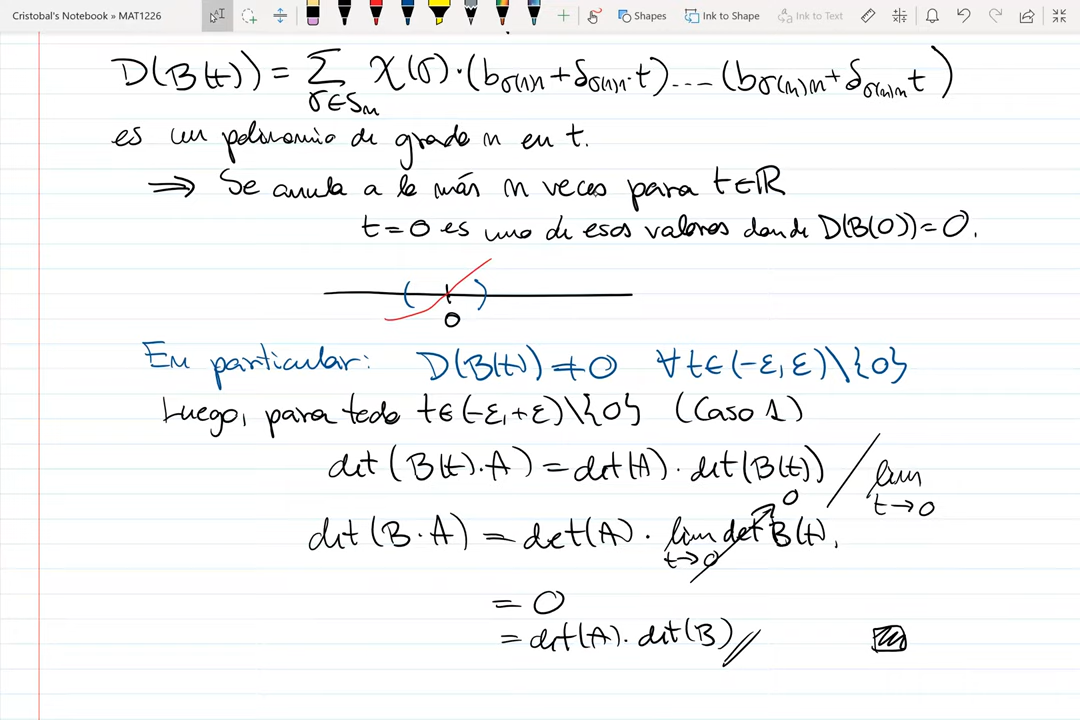 Cristobal's Notebook » MAT1226
Shapes
Ink to Shape
Ink to Text
D(B(t)) = Σ_{σ∈Sₙ} χ(σ)·(b_{σ(1)1} + δ_{σ(1)1}·t)....(b_{σ(n)n} + δ_{σ(n)n}t)
es un polinomio de grado n en t.
⟹ Se anula a lo más n veces para t∈ℝ
t=0 es uno de esos valores donde D(B(0))=0.
( )
0
En particular: D(B(t)) ≠ 0 ∀t∈(-ε,ε)\{0}
Luego, para todo t∈(-ε,+ε)\{0} (Caso 1)
det(B(t)·A) = det(A)·det(B(t)) / lim t→0
det(B·A) = det(A)· lim_{t→0} det B(t). 0
= 0
= det(A)·det(B) //